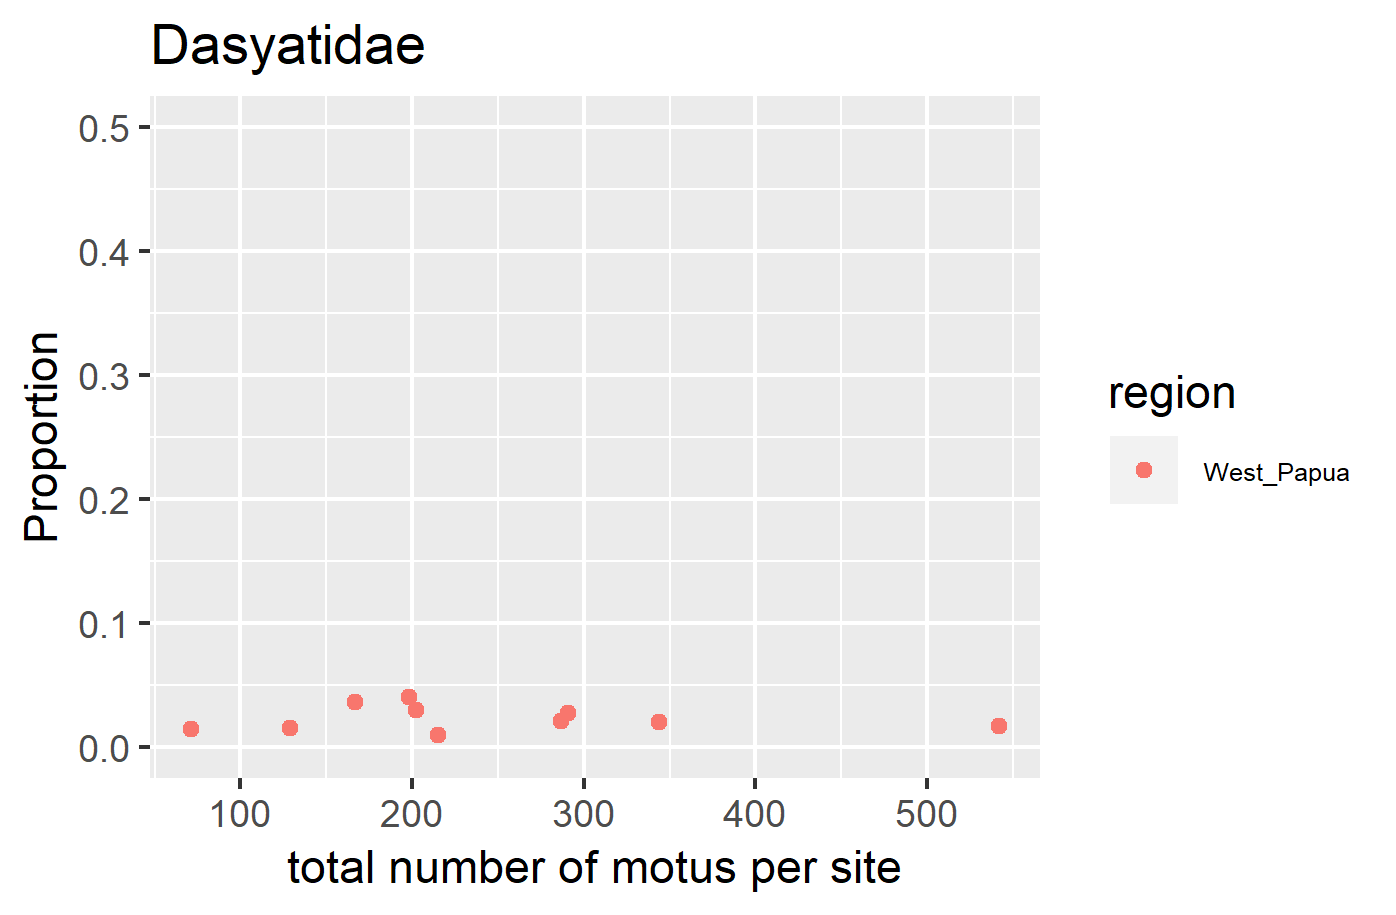 Dasyatidae
0.5
0.4
0.3
0.2
0.1
0.0
Proportion
100 200 300 400 500
total number of motus per site
region
West_Papua